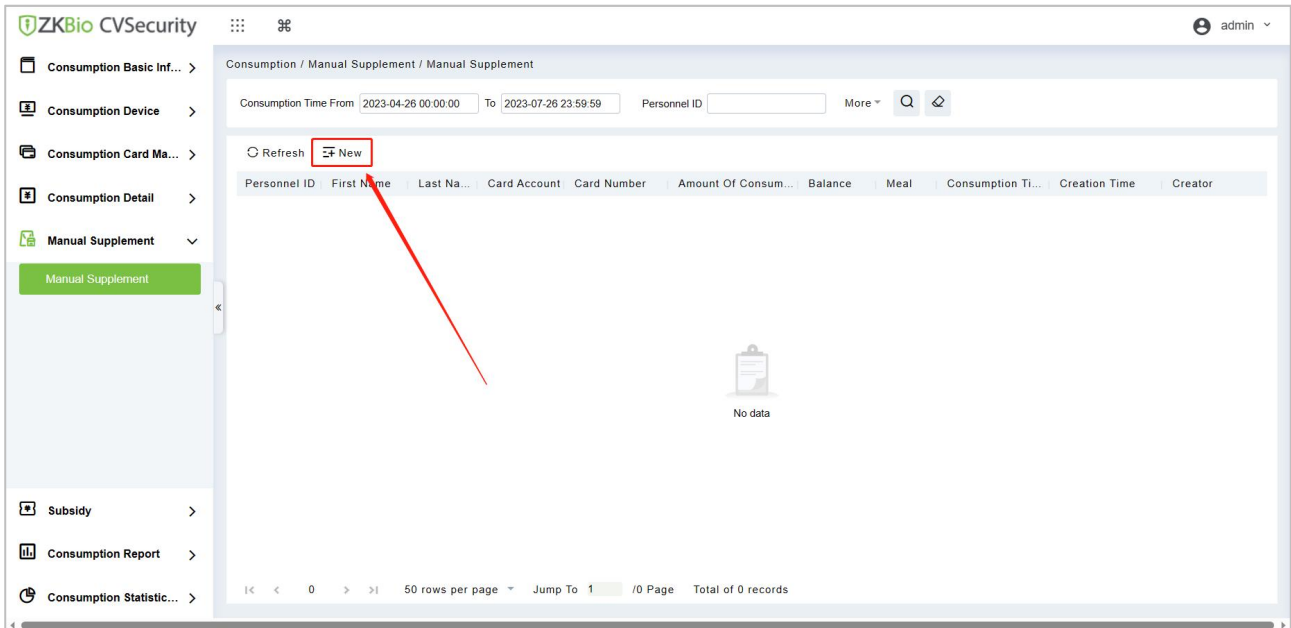 ZKBio CVSecurity
admin
Consumption Basic Inf...
Consumption Device
Consumption Card Ma...
Consumption Detail
Manual Supplement
Manual Supplement
Subsidy
Consumption Report
Consumption Statistic...
Consumption / Manual Supplement / Manual Supplement
Consumption Time From 2023-04-26 00:00:00 To 2023-07-26 23:59:59 Personnel ID More
Refresh New
Personnel ID First Name Last Na... Card Account Card Number Amount Of Consum... Balance Meal Consumption Ti... Creation Time Creator
No data
0 50 rows per page Jump To 1 /0 Page Total of 0 records